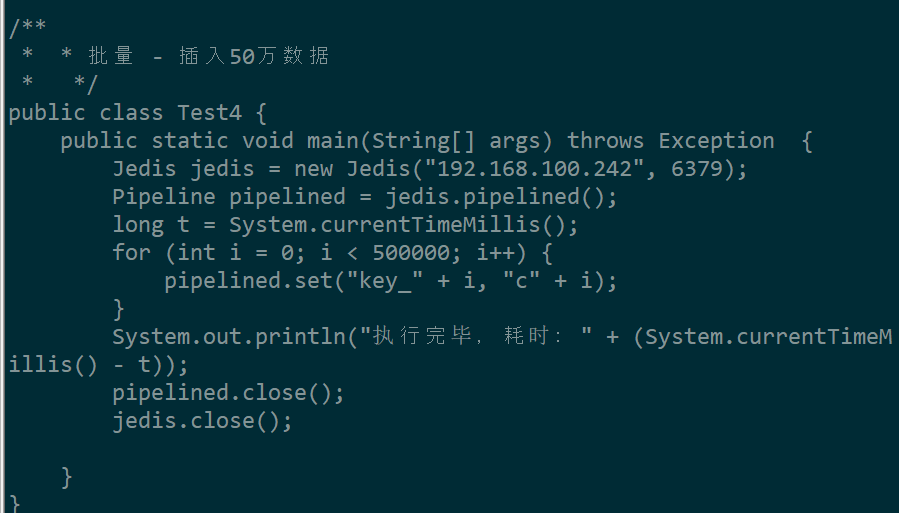 /**
 *  * 批量 - 插入50万数据
 *   */
public class Test4 {
    public static void main(String[] args) throws Exception  {
        Jedis jedis = new Jedis("192.168.100.242", 6379);
        Pipeline pipelined = jedis.pipelined();
        long t = System.currentTimeMillis();
        for (int i = 0; i < 500000; i++) {
            pipelined.set("key_" + i, "c" + i);
        }
        System.out.println("执行完毕, 耗时: " + (System.currentTimeM
illis() - t));
        pipelined.close();
        jedis.close();
    }
}